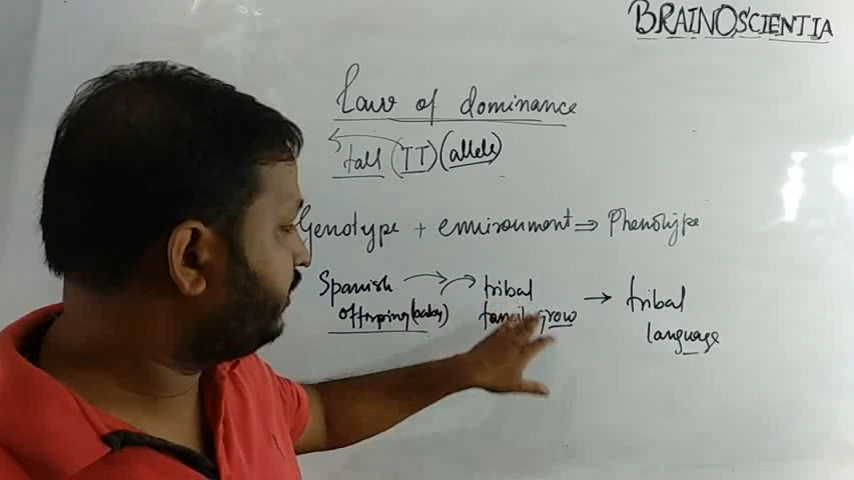 BRAINOSCIENTIA
Law of dominance
tall (TT) (allele)
Genotype + environment ⇒ Phenotype
Spanish → tribal → tribal
offspring (baby) family grow language